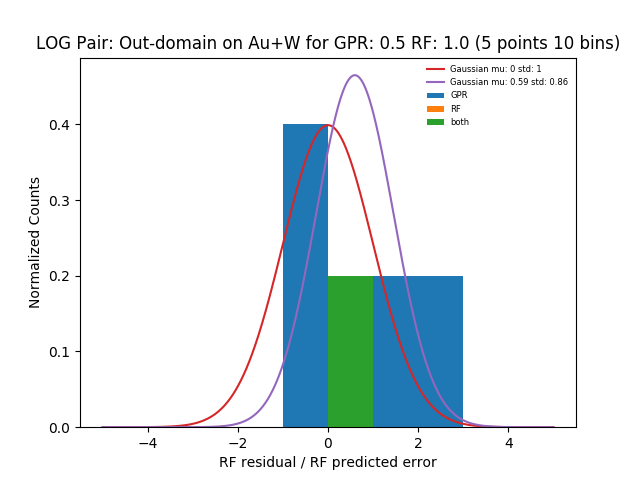 LOG Pair: Out-domain on Au+W for GPR: 0.5 RF: 1.0 (5 points 10 bins)
Gaussian mu: 0 std: 1
Gaussian mu: 0.59 std: 0.86
GPR
RF
both
Normalized Counts
0.4
0.3
0.2
0.1
0.0
−4 −2 0 2 4
RF residual / RF predicted error